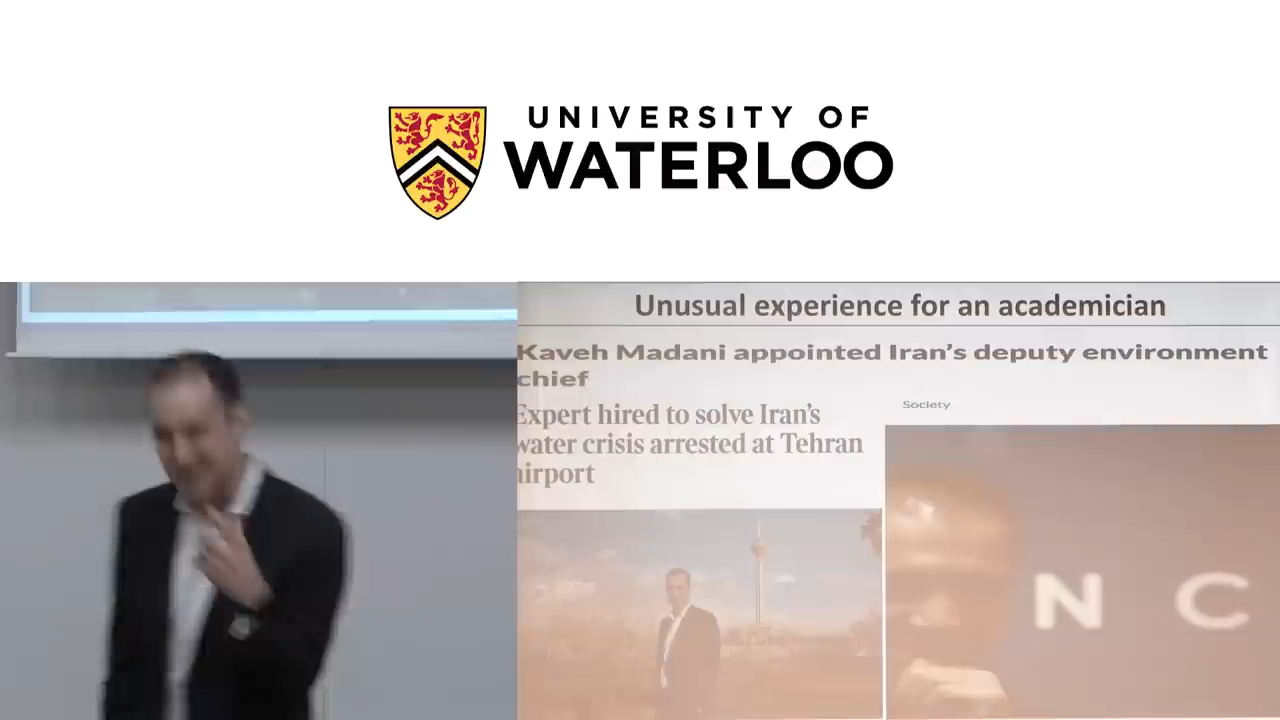 UNIVERSITY OF
WATERLOO
Unusual experience for an academician
Kaveh Madani appointed Iran's deputy environment
chief
Expert hired to solve Iran's
water crisis arrested at Tehran
airport
Society
N C